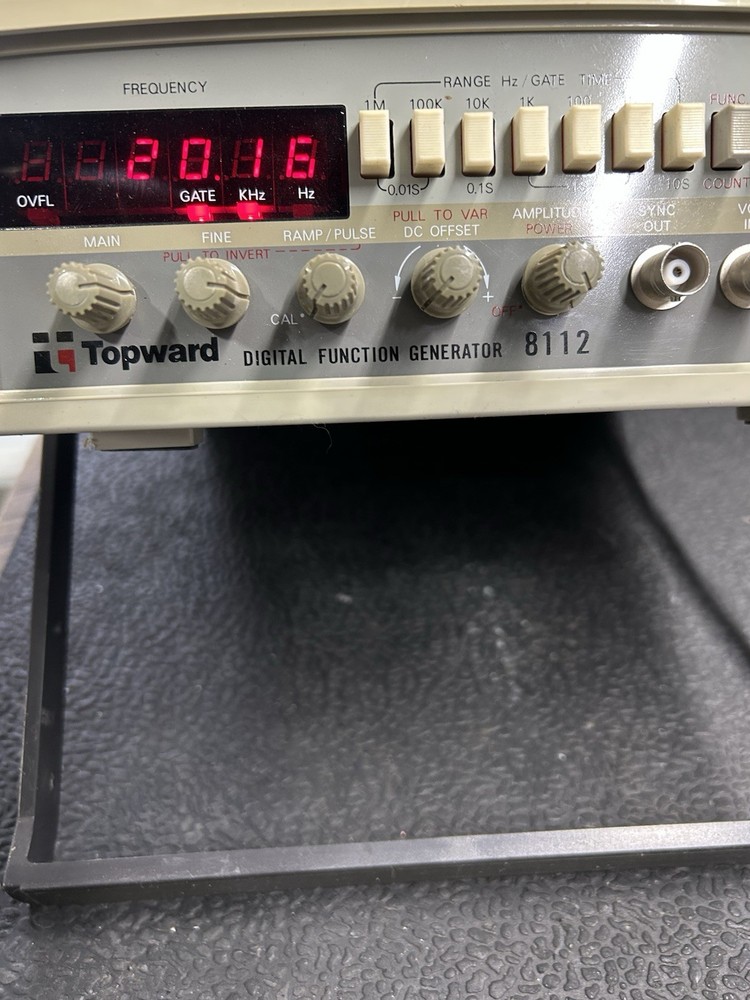 FREQUENCY
RANGE Hz/GATE TIME
1M 100K 10K 1K 100
FUNC
20.16
OVFL GATE KHz Hz
0.01S 0.1S 10S COUNT
MAIN FINE RAMP/PULSE
PULL TO VAR
DC OFFSET
AMPLITUDE
POWER
SYNC
OUT
PULL TO INVERT
- +
CAL OFF
Topward DIGITAL FUNCTION GENERATOR 8112